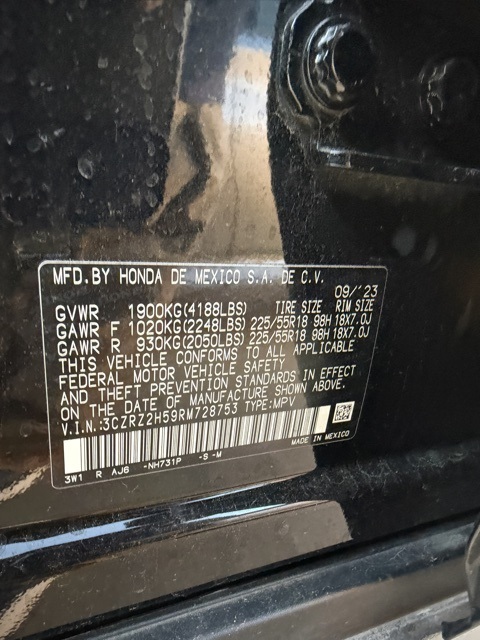 MFD.BY HONDA DE MEXICO S.A. DE C.V.
09/'23
GVWR 1900KG(4188LBS) TIRE SIZE RIM SIZE
GAWR F 1020KG(2248LBS) 225/55R18 98H 18X7.0J
GAWR R 930KG(2050LBS) 225/55R18 98H 18X7.0J
THIS VEHICLE CONFORMS TO ALL APPLICABLE
FEDERAL MOTOR VEHICLE SAFETY
AND THEFT PREVENTION STANDARDS IN EFFECT
ON THE DATE OF MANUFACTURE SHOWN ABOVE.
V.I.N.:3CZRZ2H59RM728753 TYPE:MPV
3W1 R AJ6 -NH731P -S -M MADE IN MEXICO